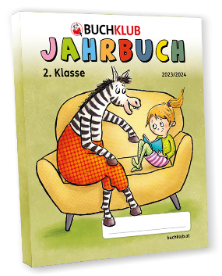 BUCHKLUB
JAHRBUCH
2. Klasse
2023/2024
buchklub.at